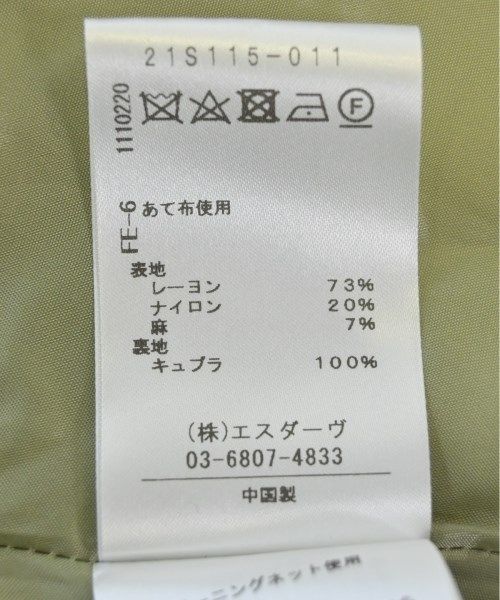 21S115-011
1110220
F
FE-6
あて布使用
表地
レーヨン 73%
ナイロン 20%
麻 7%
裏地
キュプラ 100%
(株)エスダーヴ
03-6807-4833
中国製
ーニングネット使用